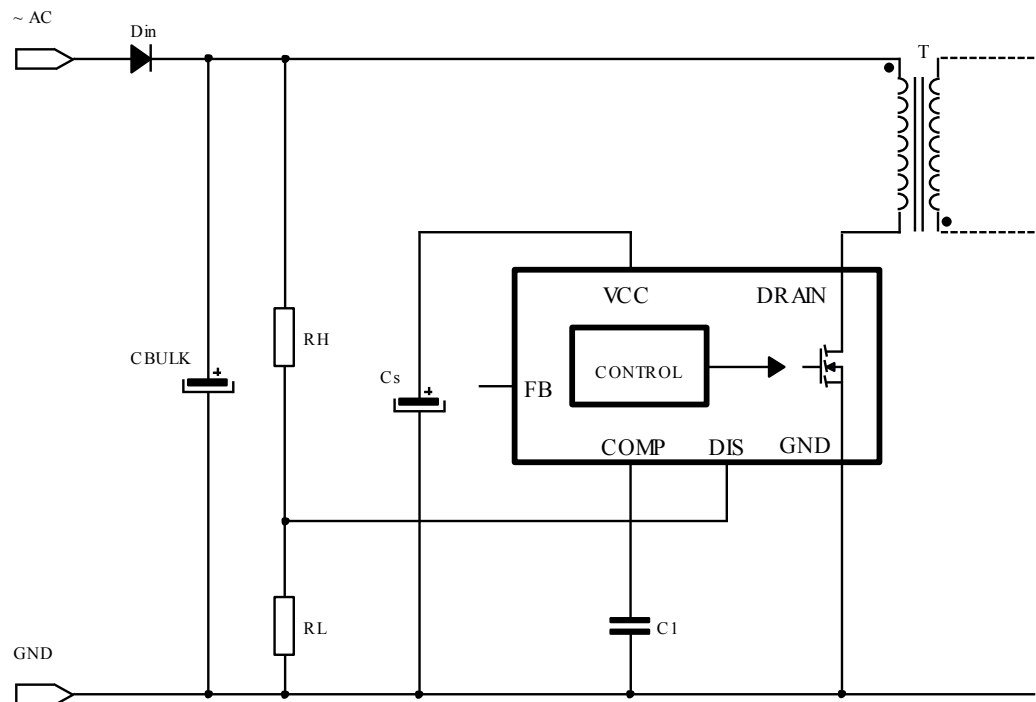 ~ AC
Din
T
VCC
DRAIN
RH
CBULK
Cs
+
+
CONTROL
FB
COMP
DIS
GND
RL
C1
GND